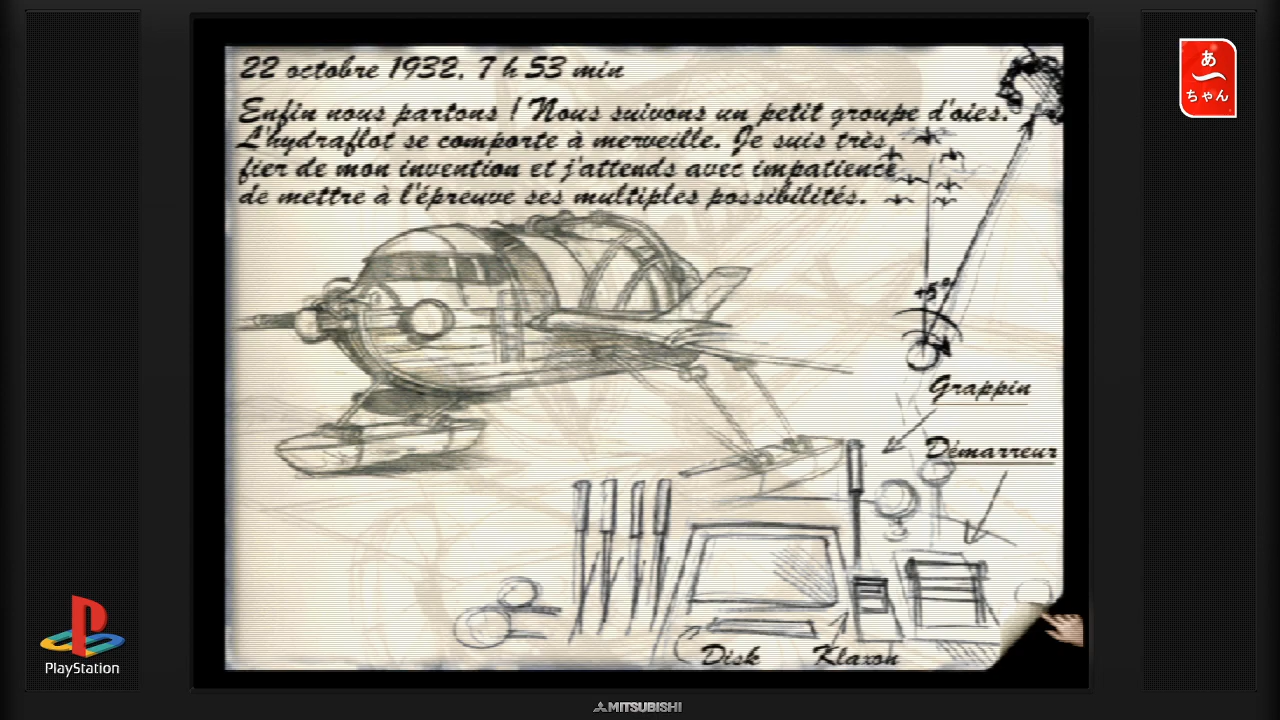 22 octobre 1932, 7 h 53 min
Enfin nous partons ! Nous suivons un petit groupe d'oies.
L'hydraflot se comporte à merveille. Je suis très
fier de mon invention et j'attends avec impatience
de mettre à l'épreuve ses multiples possibilités.
+5°
Grappin
Démarreur
Disk Klaxon
あーちゃん
PlayStation
MITSUBISHI